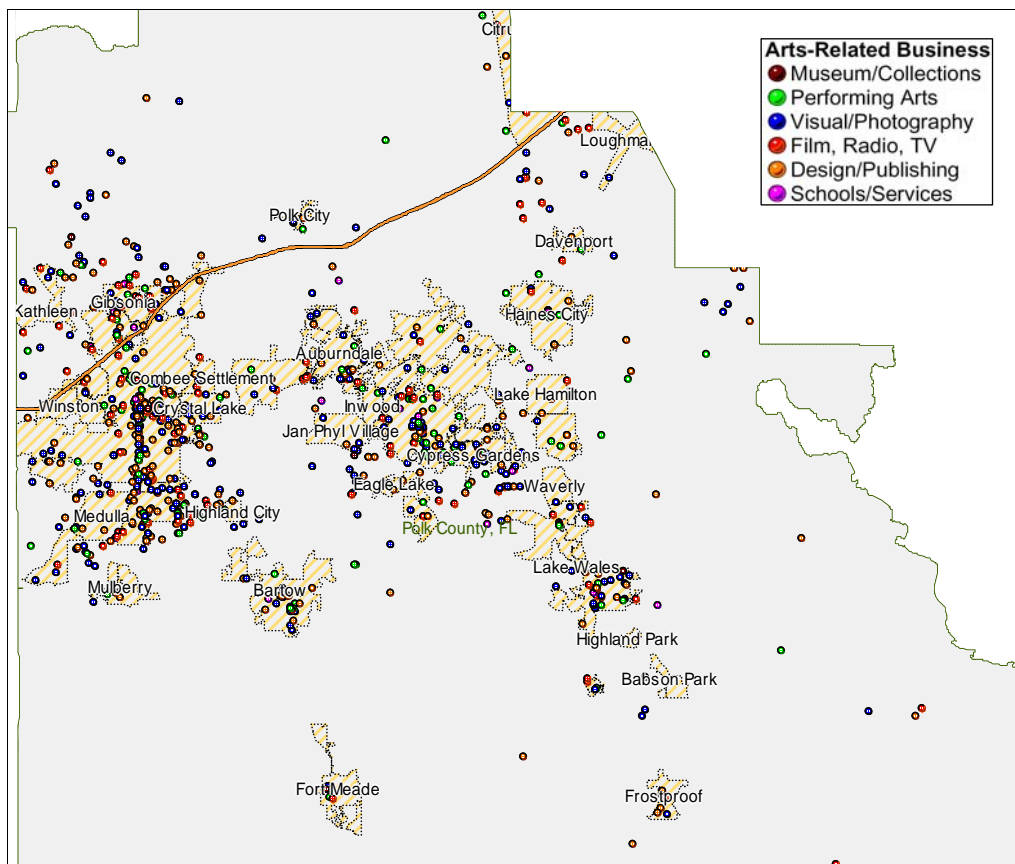 Citru
Arts-Related Business
Museum/Collections
Performing Arts
Visual/Photography
Film, Radio, TV
Design/Publishing
Schools/Services
Loughma
Polk City
Davenport
Kathleen
Gibsonia
Haines City
Auburndale
Combee Settlement
Winston
Crystal Lake
Inwood
Lake Hamilton
Jan Phyl Village
Cypress Gardens
Eagle Lake
Waverly
Medulla
Highland City
Polk County, FL
Lake Wales
Mulberry
Bartow
Highland Park
Babson Park
Fort Meade
Frostproof